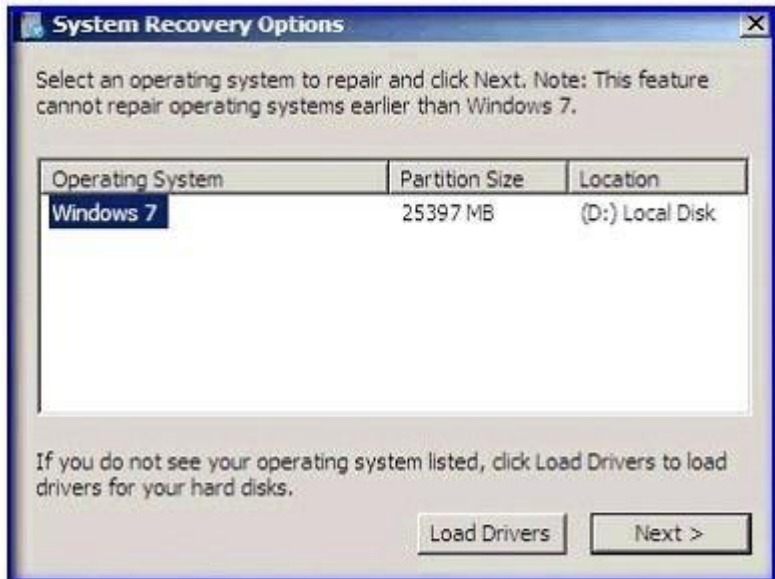 System Recovery Options
Select an operating system to repair and click Next. Note: This feature
cannot repair operating systems earlier than Windows 7.
Operating System Partition Size Location
Windows 7 25397 MB (D:) Local Disk
If you do not see your operating system listed, click Load Drivers to load
drivers for your hard disks.
Load Drivers Next >